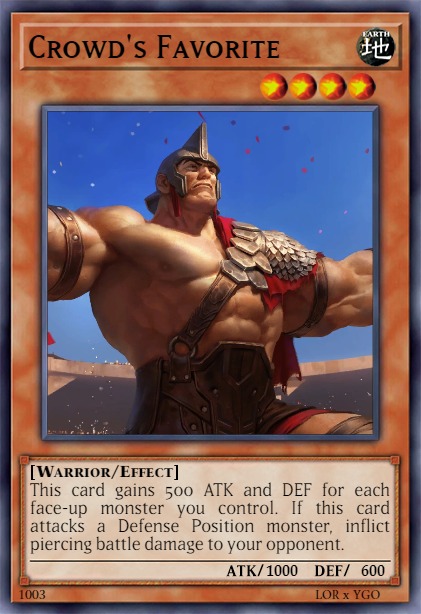 Crowd's Favorite
EARTH
地
[Warrior/Effect]
This card gains 500 ATK and DEF for each
face-up monster you control. If this card
attacks a Defense Position monster, inflict
piercing battle damage to your opponent.
ATK/1000 DEF/ 600
1003 LOR x YGO